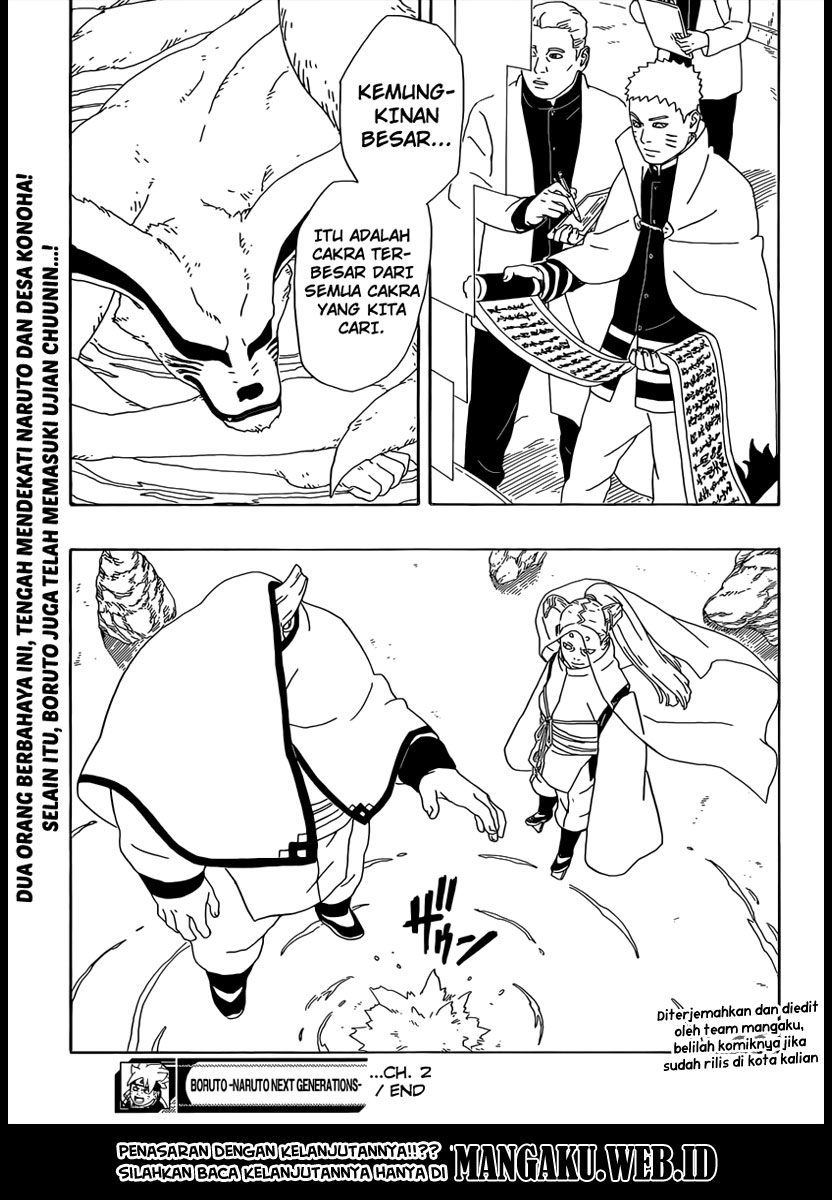 KEMUNG-
KINAN
BESAR...
ITU ADALAH
CAKRA TER-
BESAR DARI
SEMUA CAKRA
YANG KITA
CARI.
DUA ORANG BERBAHAYA INI, TENGAH MENDEKATI NARUTO DAN DESA KONOHA!
SELAIN ITU, BORUTO JUGA TELAH MEMASUKI UJIAN CHUUNIN...!
Diterjemahkan dan diedit
oleh team mangaku,
belilah komiknya jika
sudah rilis di kota kalian
BORUTO -NARUTO NEXT GENERATIONS-
...CH. 2
/ END
PENASARAN DENGAN KELANJUTANNYA!!??
SILAHKAN BACA KELANJUTANNYA HANYA DI
MANGAKU.WEB.ID